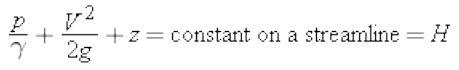 p/γ + V²/2g + z = constant on a streamline = H